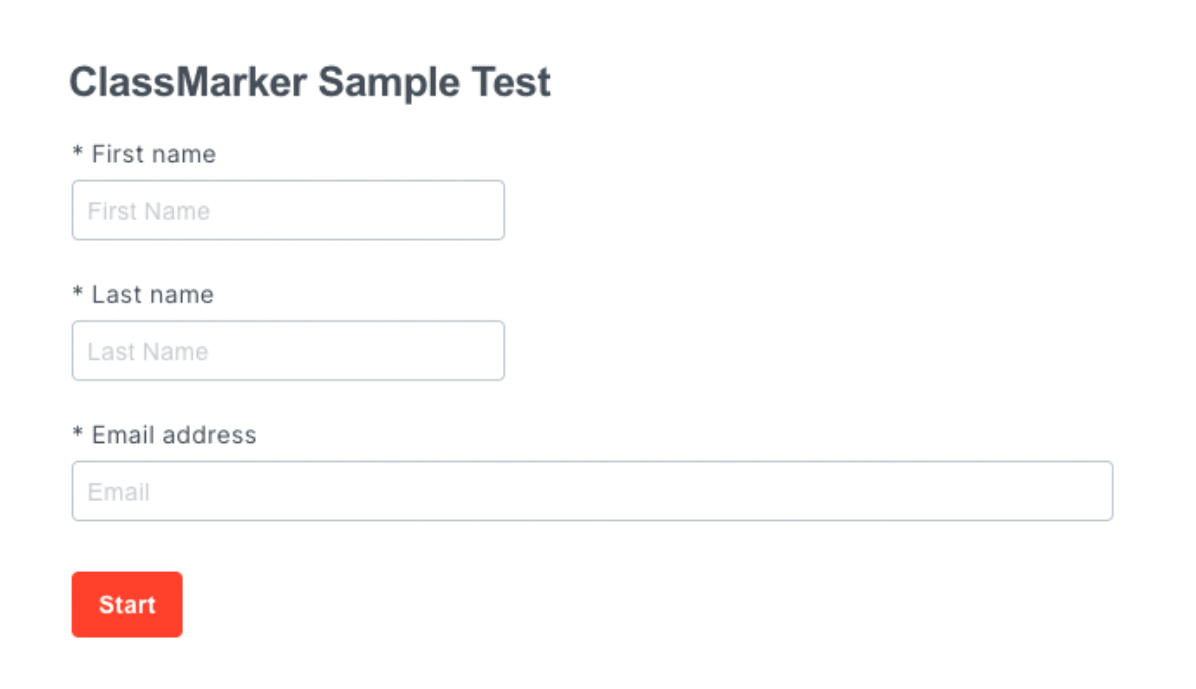 ClassMarker Sample Test
* First name
First Name
* Last name
Last Name
* Email address
Email
Start